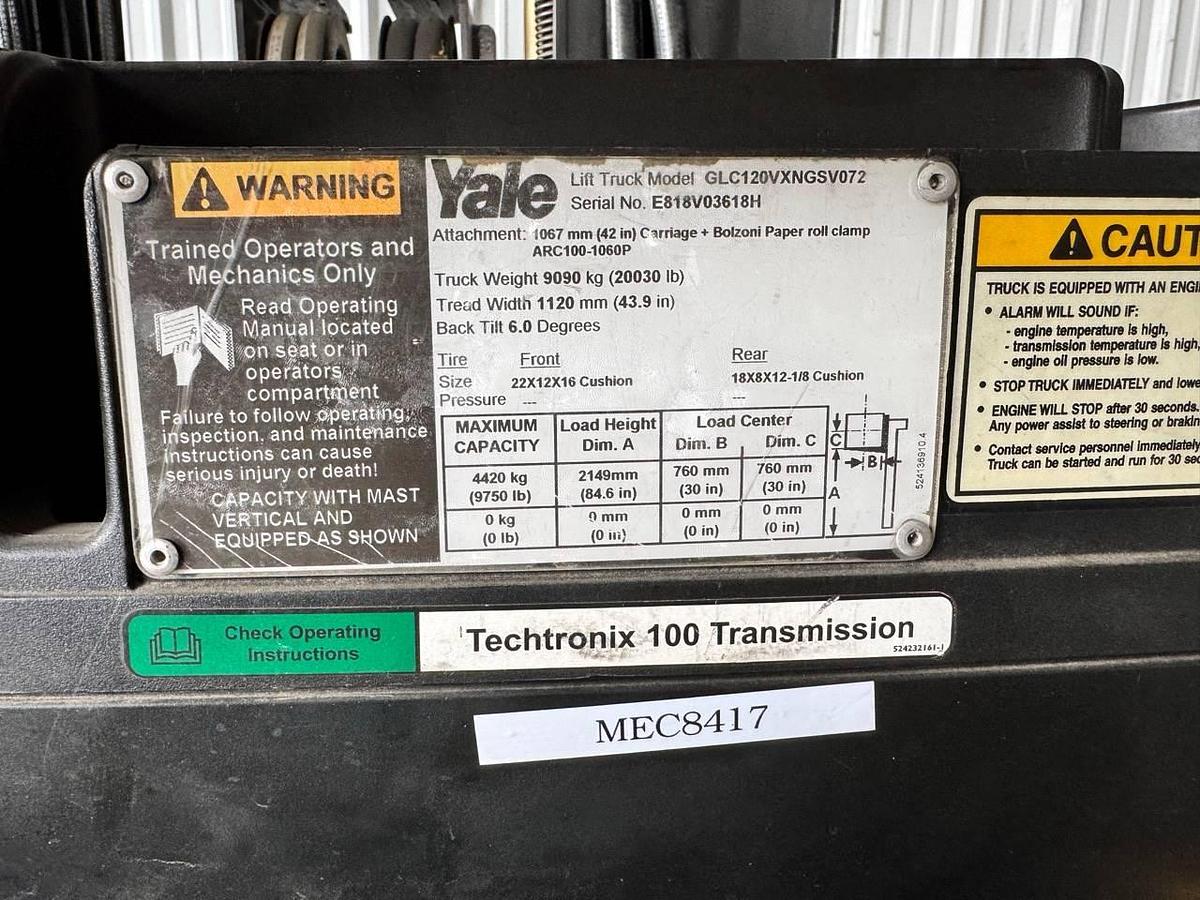 WARNING
Trained Operators and
Mechanics Only
Read Operating
Manual located
on seat or in
operators
compartment
Failure to follow operating,
inspection, and maintenance
instructions can cause
serious injury or death!
CAPACITY WITH MAST
VERTICAL AND
EQUIPPED AS SHOWN
Yale
Lift Truck Model GLC120VXNGSV072
Serial No. E818V03618H
Attachment: 1067 mm (42 in) Carriage + Bolzoni Paper roll clamp
ARC100-1060P
Truck Weight 9090 kg (20030 lb)
Tread Width 1120 mm (43.9 in)
Back Tilt 6.0 Degrees
Tire Front Rear
Size 22X12X16 Cushion 18X8X12-1/8 Cushion
Pressure --- ---
MAXIMUM CAPACITY Load Height Dim. A Load Center Dim. B Dim. C
4420 kg 2149mm 760 mm 760 mm
(9750 lb) (84.6 in) (30 in) (30 in)
0 kg 0 mm 0 mm 0 mm
(0 lb) (0 in) (0 in) (0 in)
C
B
A
524136910 4
CAUT
TRUCK IS EQUIPPED WITH AN ENGI
• ALARM WILL SOUND IF:
- engine temperature is high,
- transmission temperature is high,
- engine oil pressure is low.
• STOP TRUCK IMMEDIATELY and lowe
• ENGINE WILL STOP after 30 seconds.
Any power assist to steering or brakin
• Contact service personnel immediately
Truck can be started and run for 30 sec
Check Operating
Instructions
Techtronix 100 Transmission
524232161-J
MEC8417